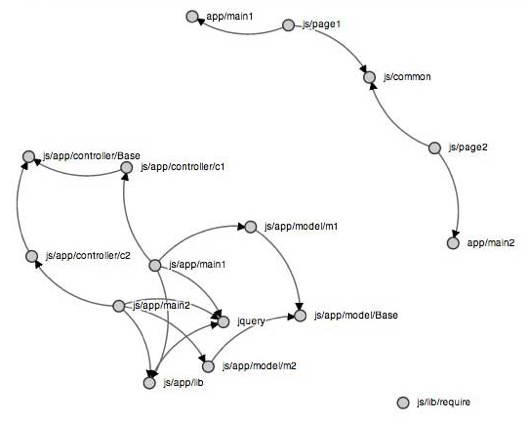 app/main1
js/page1
js/common
js/page2
js/app/controller/Base
js/app/controller/c1
js/app/model/m1
app/main2
js/app/controller/c2
js/app/main1
js/app/main2
jquery
js/app/model/Base
js/app/model/m2
js/app/lib
js/lib/require